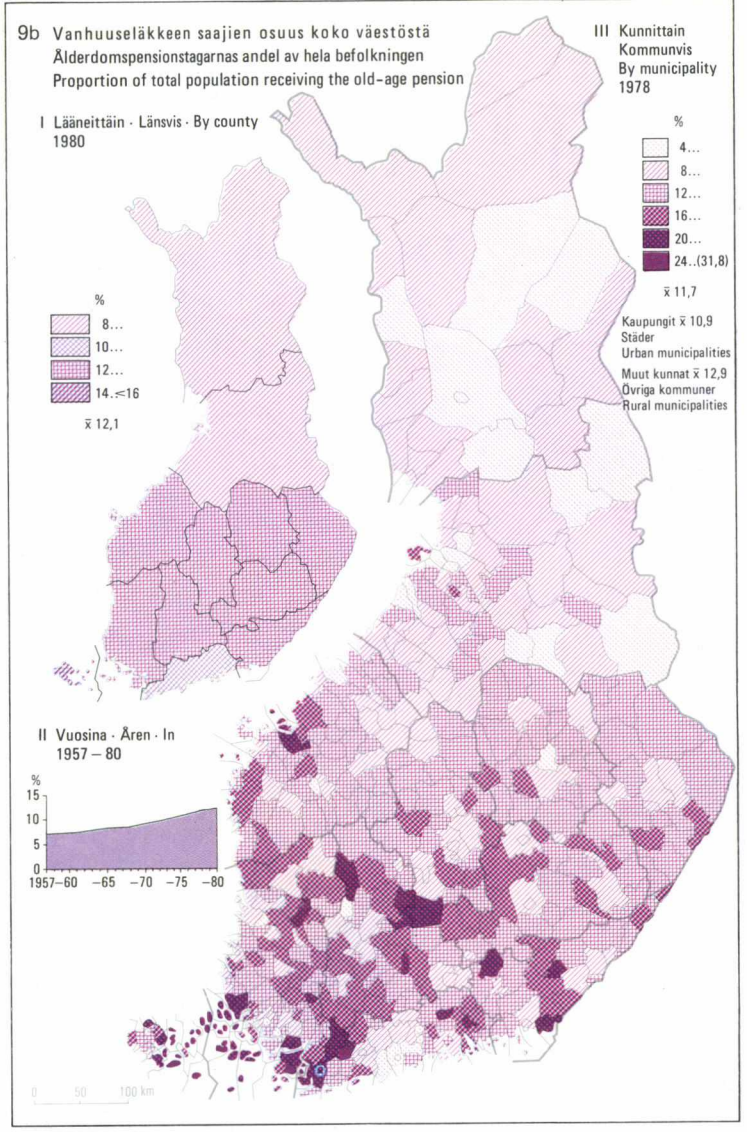 9b Vanhuuseläkkeen saajien osuus koko väestöstä
Ålderdomspensionstagarnas andel av hela befolkningen
Proportion of total population receiving the old-age pension
I Lääneittäin · Länsvis · By county
1980
%
8...
10...
12...
14..≤16
x̄ 12,1
II Vuosina · Åren · In
1957 – 80
%
15
10
5
0
1957–60 –65 –70 –75 –80
III Kunnittain
Kommunvis
By municipality
1978
%
4...
8...
12...
16...
20...
24..(31,8)
x̄ 11,7
Kaupungit x̄ 10,9
Städer
Urban municipalities
Muut kunnat x̄ 12,9
Övriga kommuner
Rural municipalities
0 50 100 km